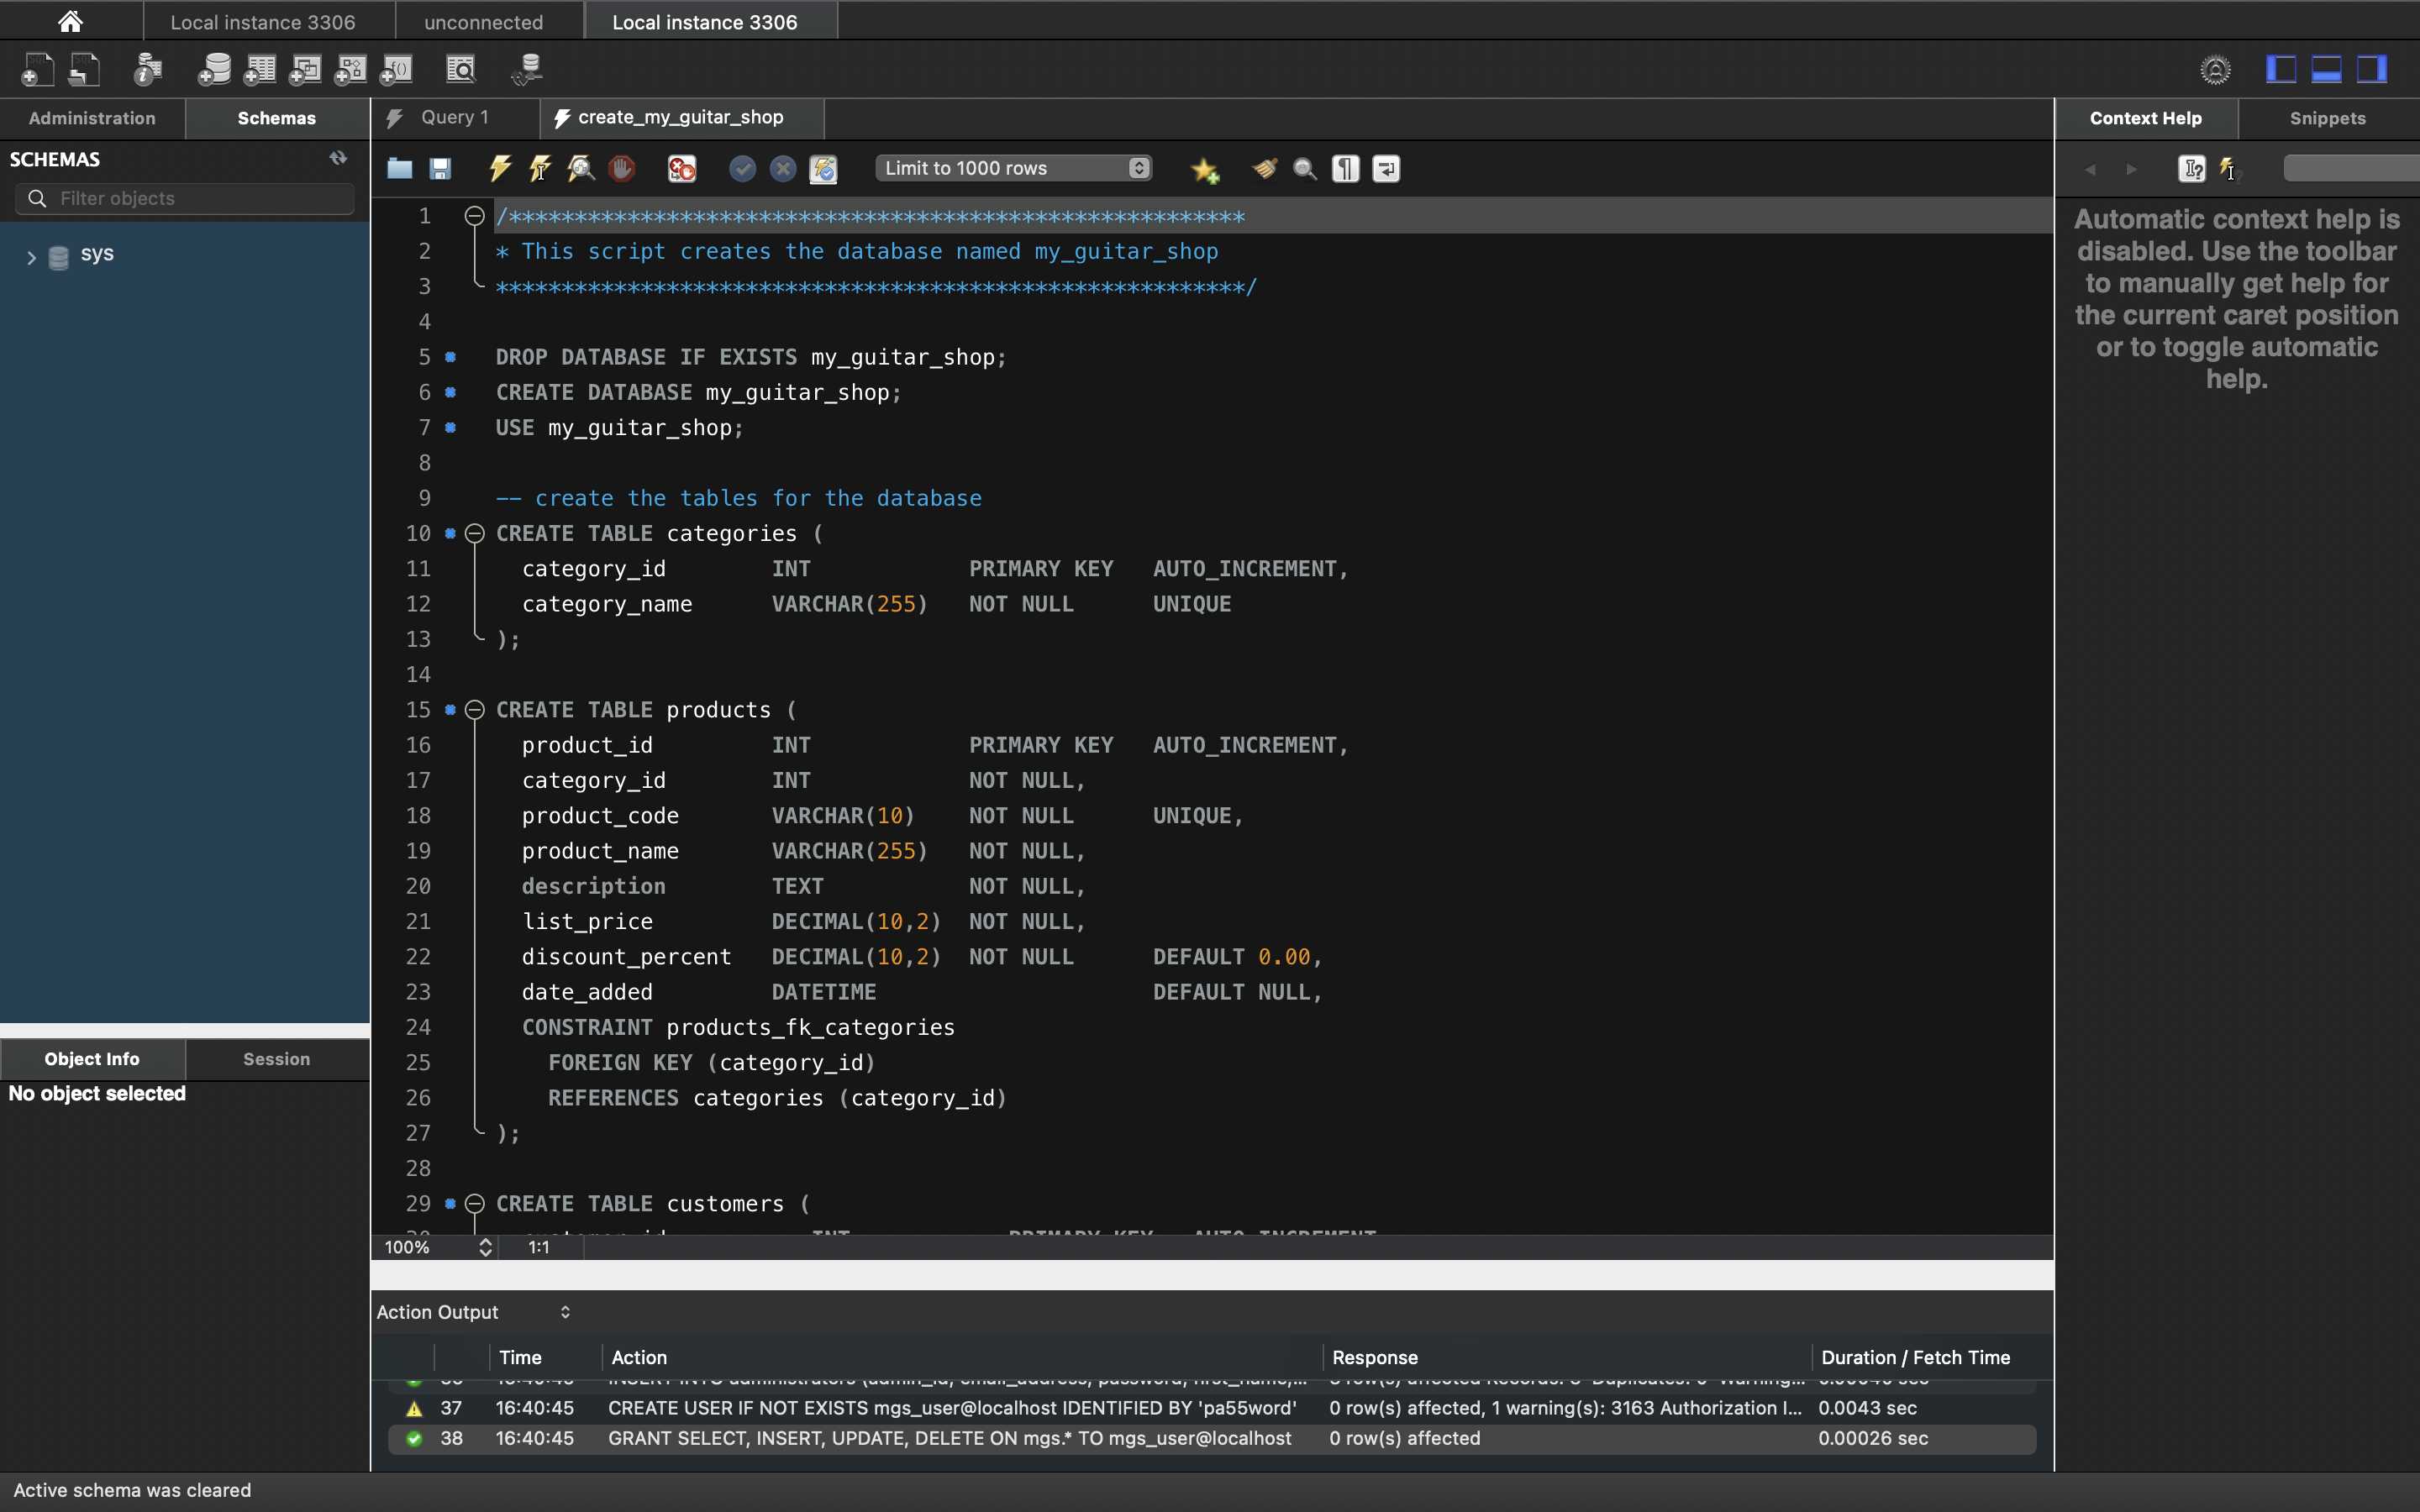 Local instance 3306 unconnected Local instance 3306
Administration Schemas Query 1 create_my_guitar_shop Context Help Snippets
SCHEMAS
Limit to 1000 rows
Filter objects
sys
Automatic context help is
disabled. Use the toolbar
to manually get help for
the current caret position
or to toggle automatic
help.
1 /********************************************************
2 * This script creates the database named my_guitar_shop
3 *********************************************************/
4
5 DROP DATABASE IF EXISTS my_guitar_shop;
6 CREATE DATABASE my_guitar_shop;
7 USE my_guitar_shop;
8
9 -- create the tables for the database
10 CREATE TABLE categories (
11 category_id INT PRIMARY KEY AUTO_INCREMENT,
12 category_name VARCHAR(255) NOT NULL UNIQUE
13 );
14
15 CREATE TABLE products (
16 product_id INT PRIMARY KEY AUTO_INCREMENT,
17 category_id INT NOT NULL,
18 product_code VARCHAR(10) NOT NULL UNIQUE,
19 product_name VARCHAR(255) NOT NULL,
20 description TEXT NOT NULL,
21 list_price DECIMAL(10,2) NOT NULL,
22 discount_percent DECIMAL(10,2) NOT NULL DEFAULT 0.00,
23 date_added DATETIME DEFAULT NULL,
24 CONSTRAINT products_fk_categories
25 FOREIGN KEY (category_id)
26 REFERENCES categories (category_id)
27 );
28
29 CREATE TABLE customers (
Object Info Session
No object selected
100% 1:1
Action Output
Time Action Response Duration / Fetch Time
37 16:40:45 CREATE USER IF NOT EXISTS mgs_user@localhost IDENTIFIED BY 'pa55word' 0 row(s) affected, 1 warning(s): 3163 Authorization I... 0.0043 sec
38 16:40:45 GRANT SELECT, INSERT, UPDATE, DELETE ON mgs.* TO mgs_user@localhost 0 row(s) affected 0.00026 sec
Active schema was cleared